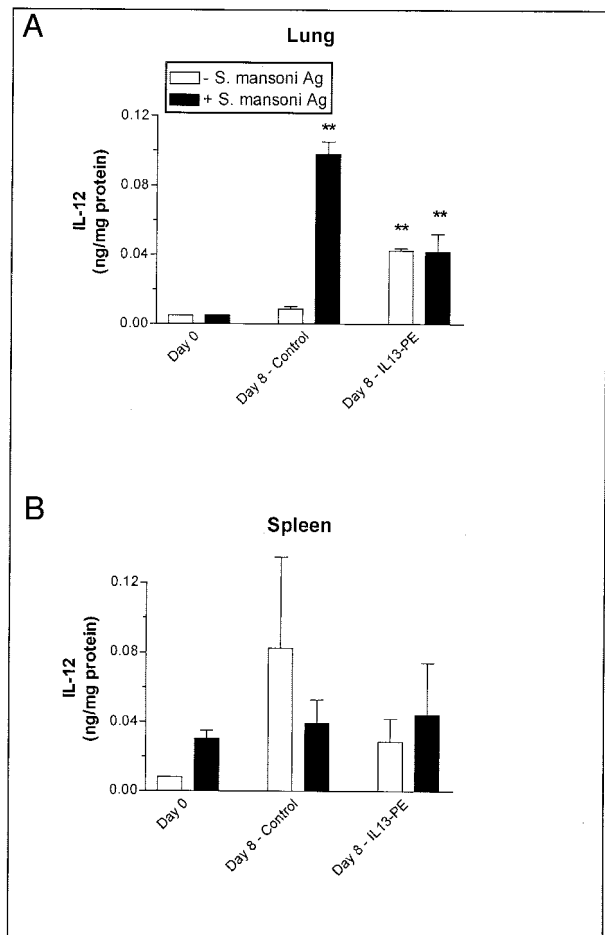 A
Lung
- S. mansoni Ag
+ S. mansoni Ag
IL-12
(ng/mg protein)
0.12
0.08
0.04
0.00
**
**
**
Day 0
Day 8 - Control
Day 8 - IL13-PE
B
Spleen
IL-12
(ng/mg protein)
0.12
0.08
0.04
0.00
Day 0
Day 8 - Control
Day 8 - IL13-PE